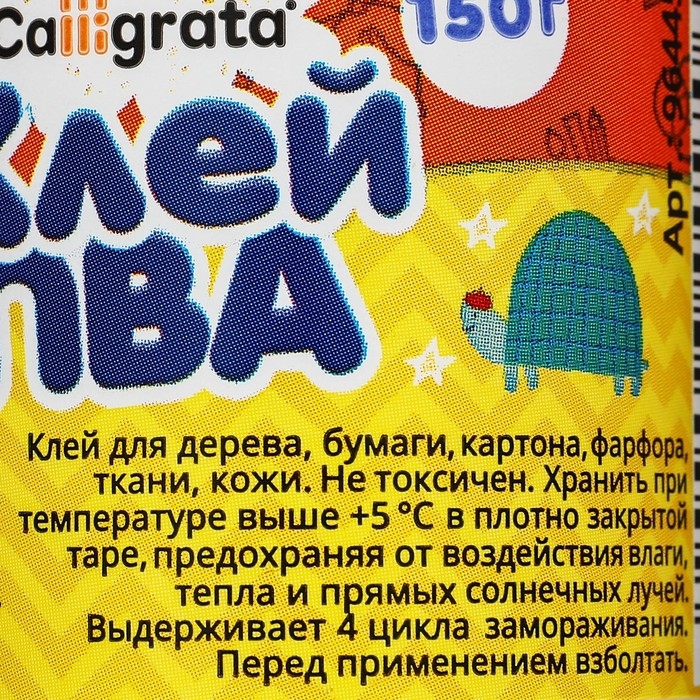 Calligrata
150г
Клей
ПВА
Клей для дерева, бумаги, картона, фарфора,
ткани, кожи. Не токсичен. Хранить при
температуре выше +5 °С в плотно закрытой
таре, предохраняя от воздействия влаги,
тепла и прямых солнечных лучей.
Выдерживает 4 цикла замораживания.
Перед применением взболтать.
Арт.: